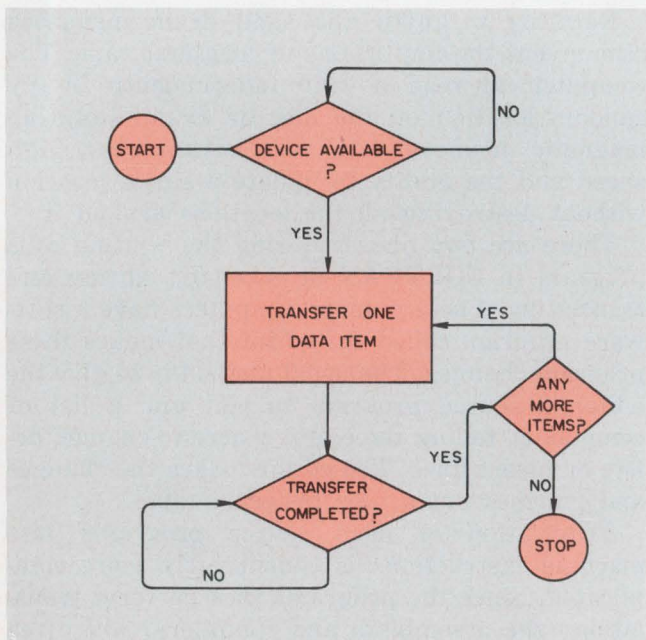 NO
START
DEVICE AVAILABLE
?
YES
TRANSFER ONE
DATA ITEM
YES
ANY
MORE
ITEMS?
YES
TRANSFER
COMPLETED?
NO
NO
STOP